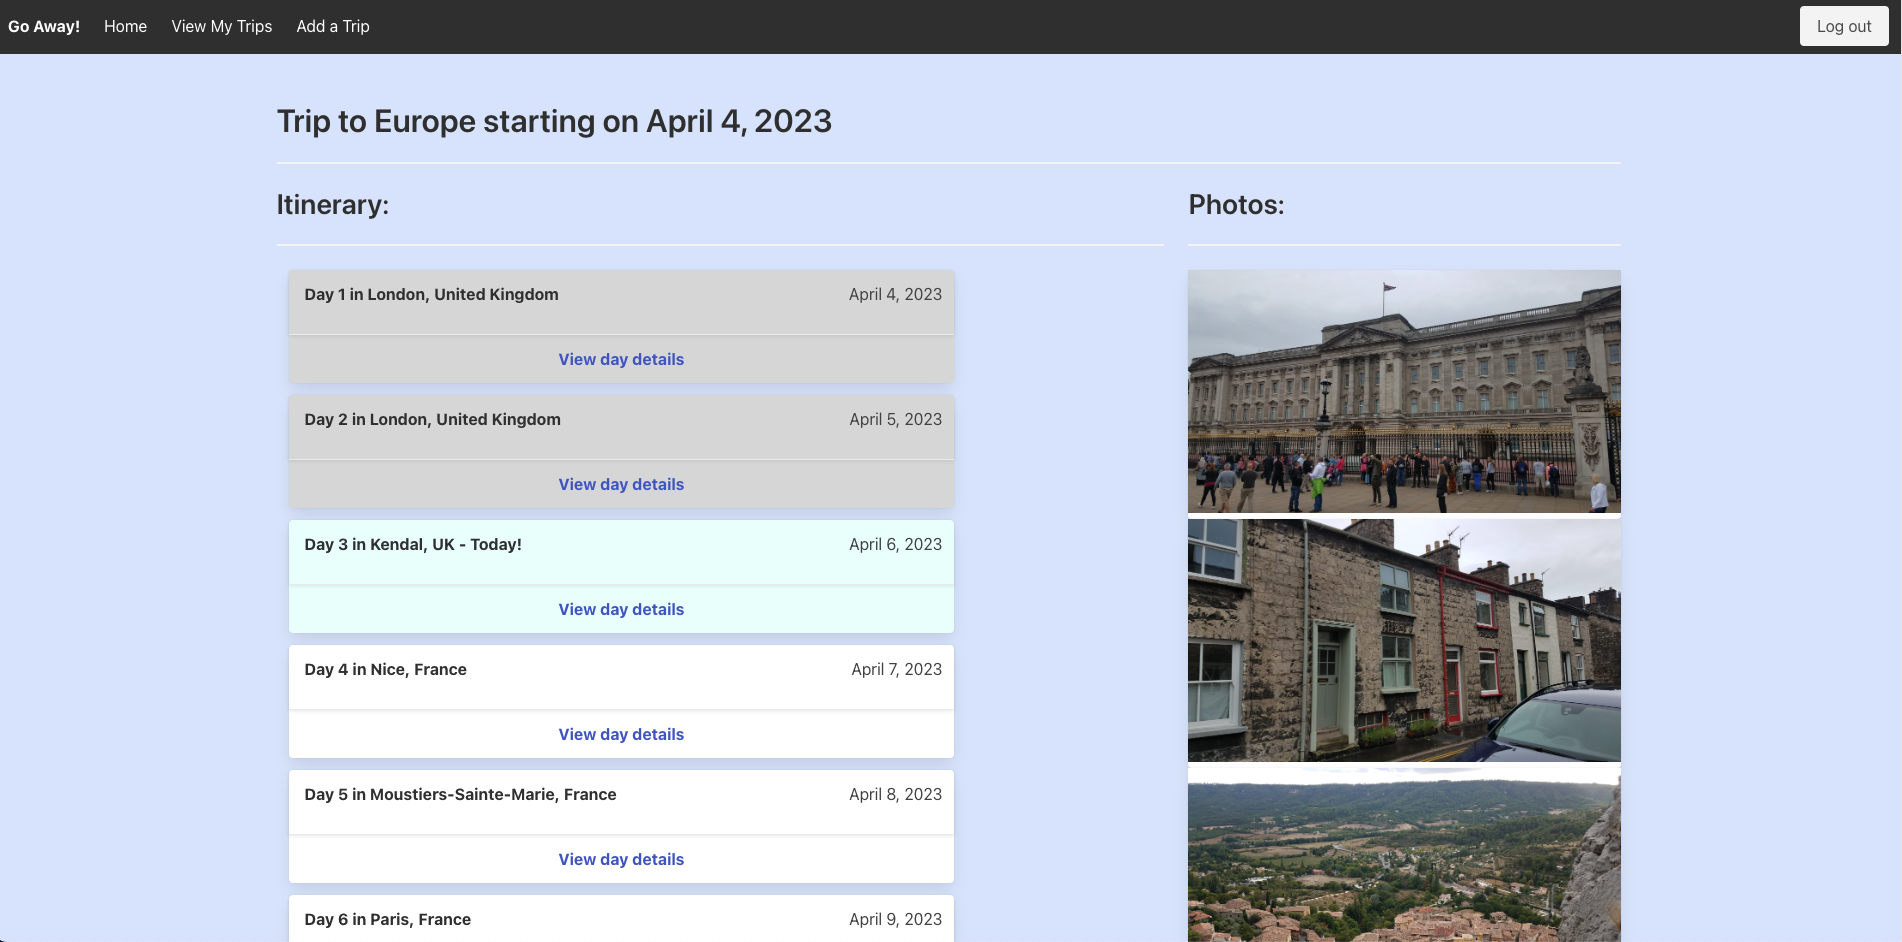 Go Away! Home View My Trips Add a Trip Log out
Trip to Europe starting on April 4, 2023
Itinerary:
Photos:
Day 1 in London, United Kingdom April 4, 2023
View day details
Day 2 in London, United Kingdom April 5, 2023
View day details
Day 3 in Kendal, UK - Today! April 6, 2023
View day details
Day 4 in Nice, France April 7, 2023
View day details
Day 5 in Moustiers-Sainte-Marie, France April 8, 2023
View day details
Day 6 in Paris, France April 9, 2023